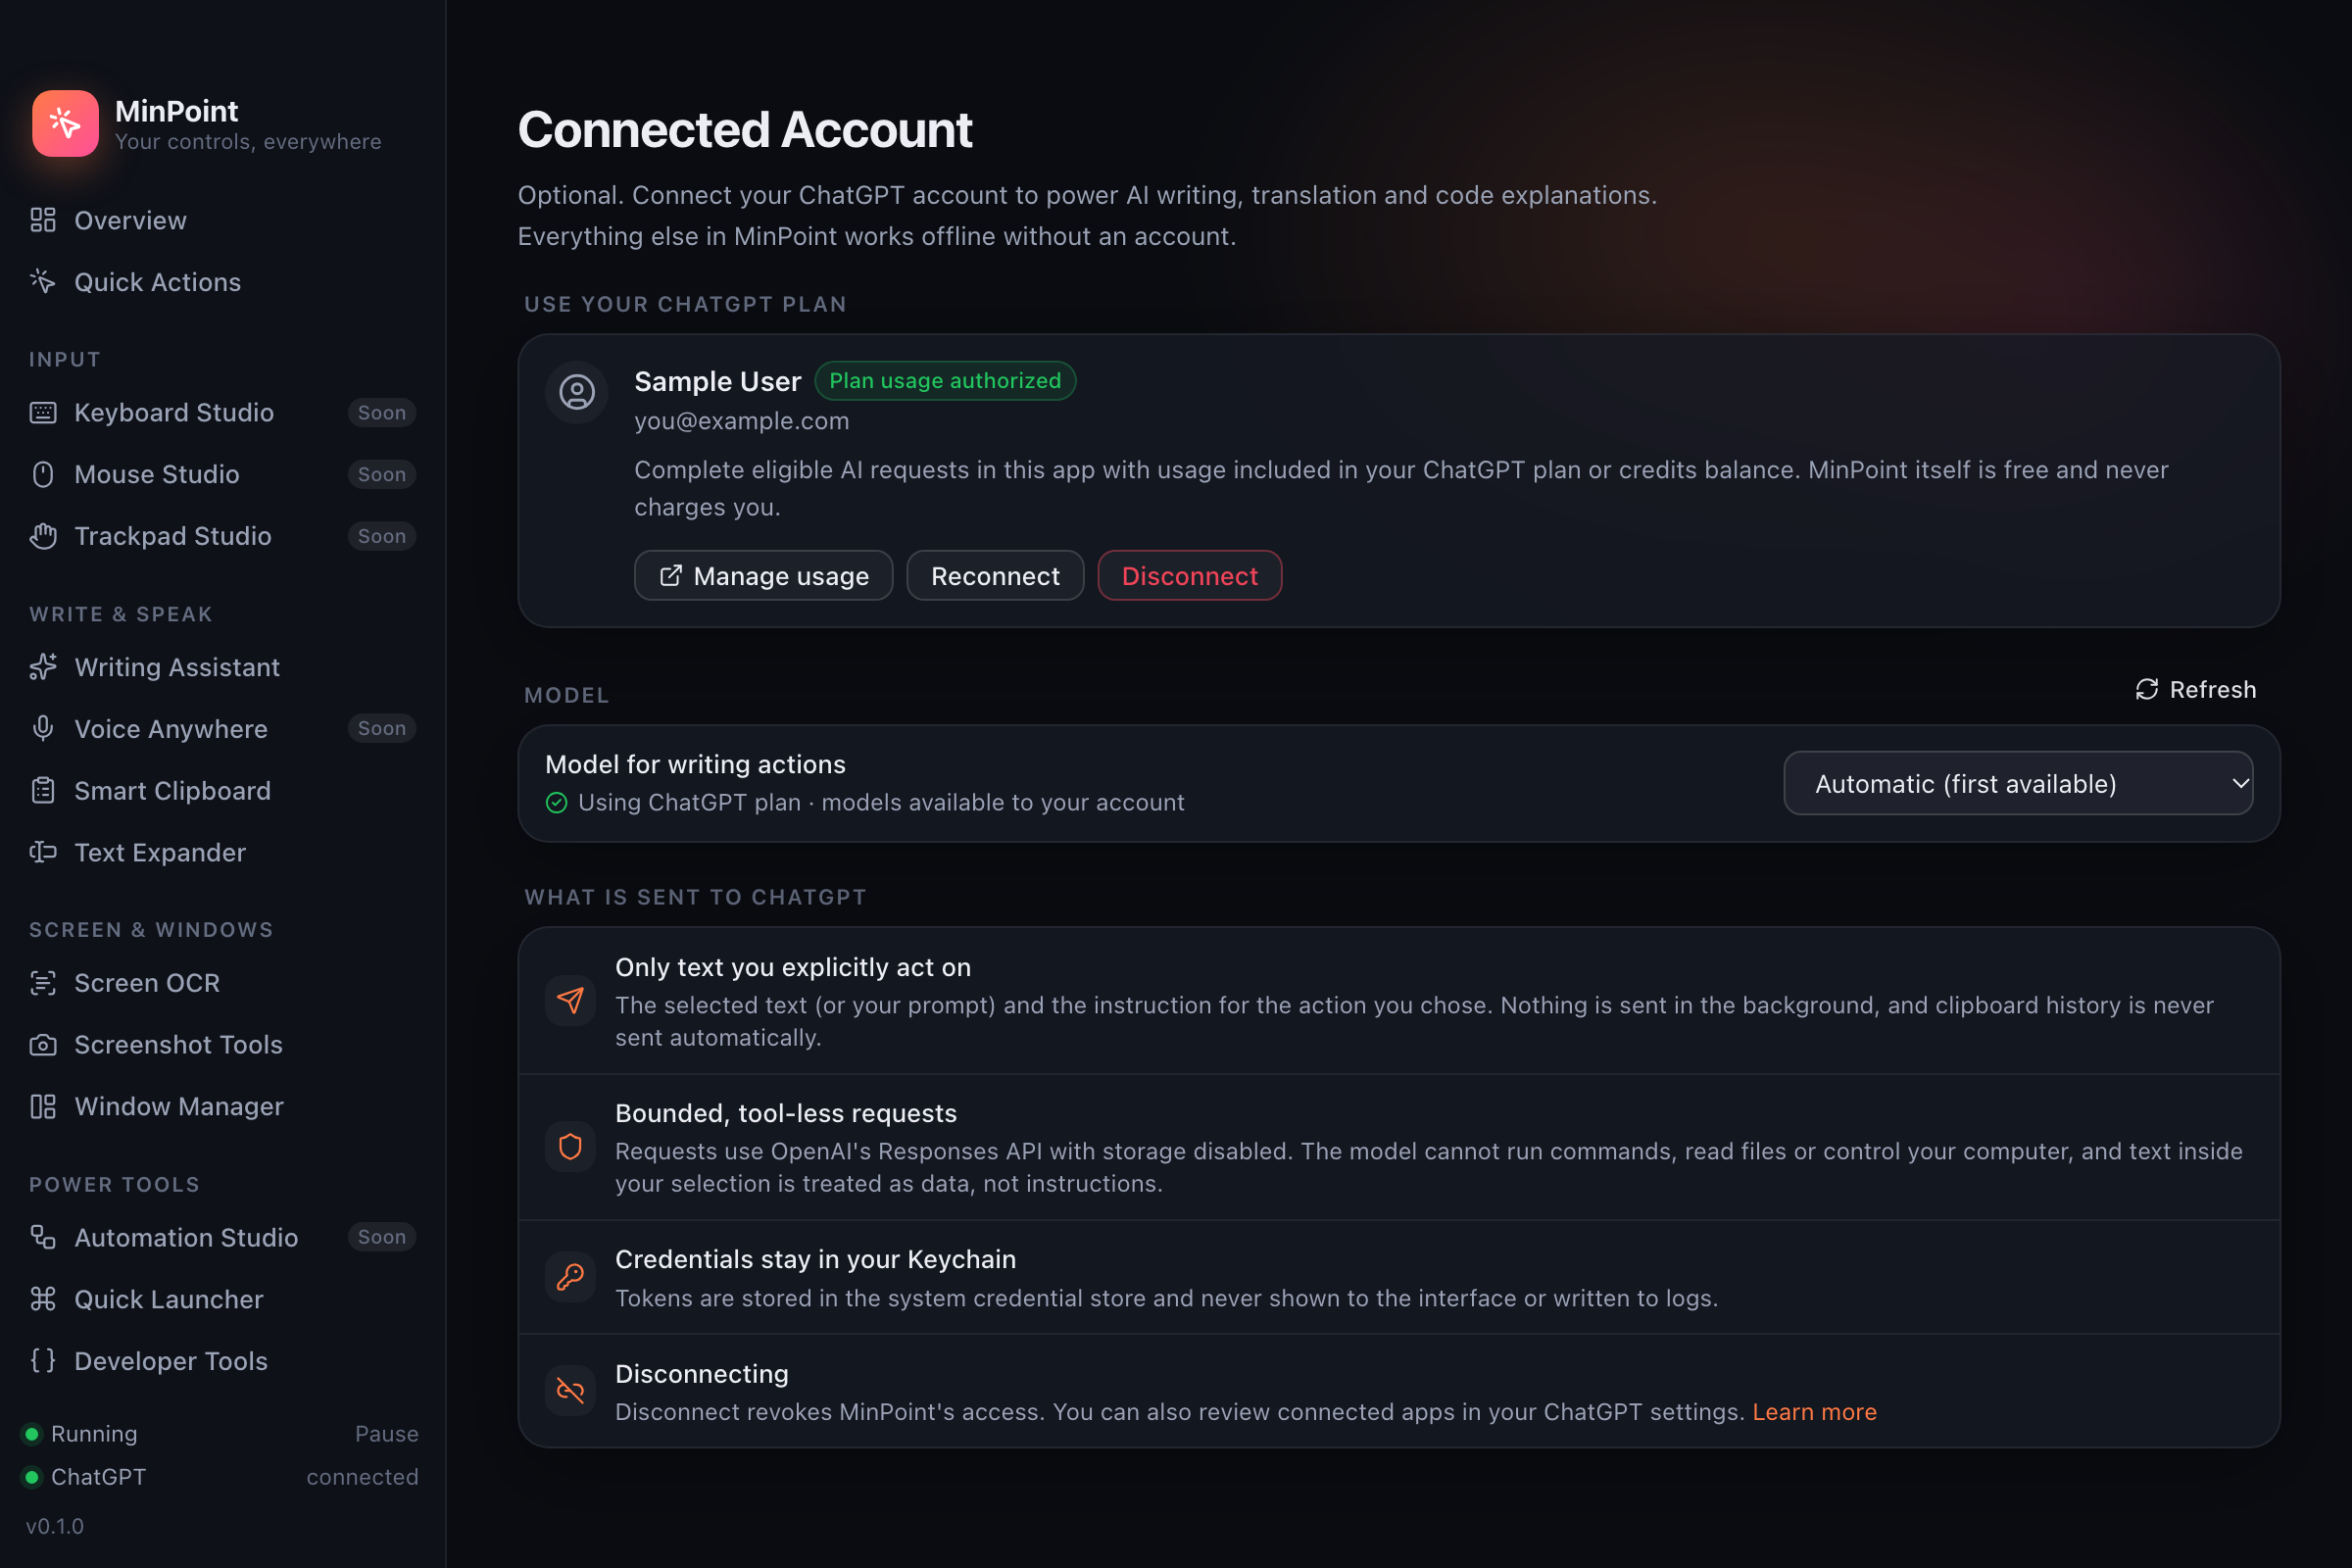 MinPoint
Your controls, everywhere
Overview
Quick Actions
INPUT
Keyboard Studio Soon
Mouse Studio Soon
Trackpad Studio Soon
WRITE & SPEAK
Writing Assistant
Voice Anywhere Soon
Smart Clipboard
Text Expander
SCREEN & WINDOWS
Screen OCR
Screenshot Tools
Window Manager
POWER TOOLS
Automation Studio Soon
Quick Launcher
Developer Tools
Running Pause
ChatGPT connected
v0.1.0
Connected Account
Optional. Connect your ChatGPT account to power AI writing, translation and code explanations.
Everything else in MinPoint works offline without an account.
USE YOUR CHATGPT PLAN
Sample User Plan usage authorized
you@example.com
Complete eligible AI requests in this app with usage included in your ChatGPT plan or credits balance. MinPoint itself is free and never
charges you.
Manage usage Reconnect Disconnect
MODEL Refresh
Model for writing actions
Using ChatGPT plan · models available to your account
Automatic (first available)
WHAT IS SENT TO CHATGPT
Only text you explicitly act on
The selected text (or your prompt) and the instruction for the action you chose. Nothing is sent in the background, and clipboard history is never
sent automatically.
Bounded, tool-less requests
Requests use OpenAI's Responses API with storage disabled. The model cannot run commands, read files or control your computer, and text inside
your selection is treated as data, not instructions.
Credentials stay in your Keychain
Tokens are stored in the system credential store and never shown to the interface or written to logs.
Disconnecting
Disconnect revokes MinPoint's access. You can also review connected apps in your ChatGPT settings. Learn more